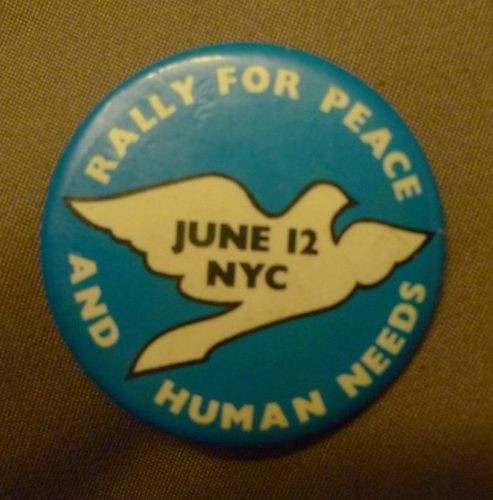 RALLY FOR PEACE
AND HUMAN NEEDS
JUNE 12
NYC